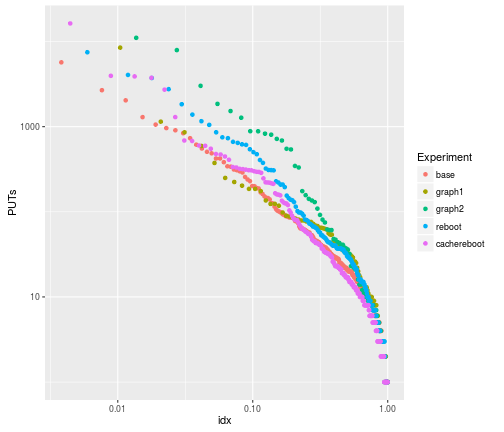 PUTs
1000
10
0.01 0.10 1.00
idx
Experiment
base
graph1
graph2
reboot
cachereboot